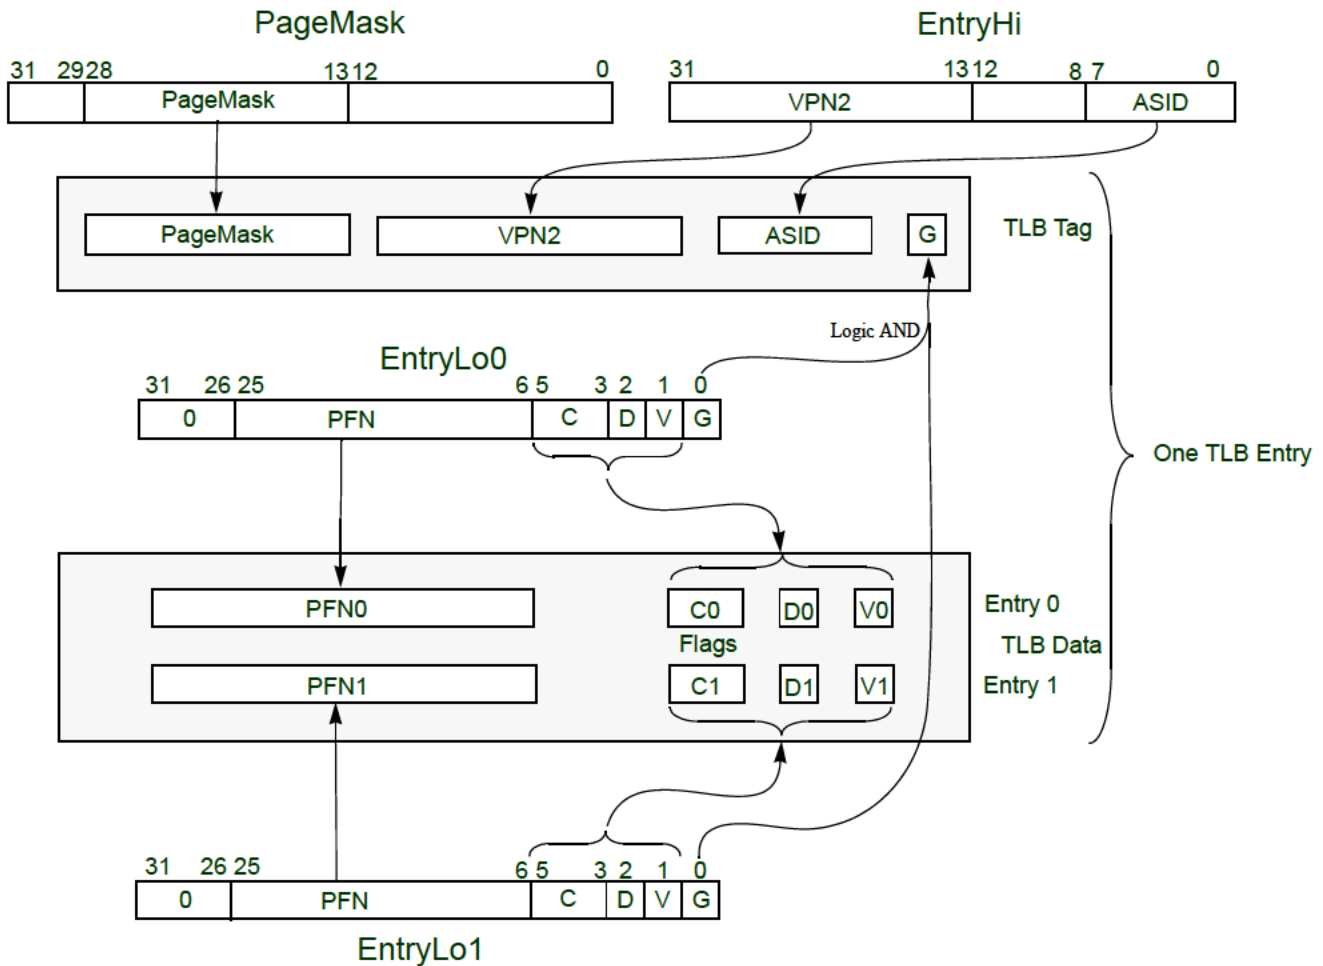 PageMask EntryHi
31 29 28 13 12 0 31 13 12 8 7 0
PageMask VPN2 ASID
PageMask VPN2 ASID G TLB Tag
Logic AND
EntryLo0
31 26 25 6 5 3 2 1 0
0 PFN C D V G
One TLB Entry
PFN0 C0 D0 V0 Entry 0
Flags TLB Data
PFN1 C1 D1 V1 Entry 1
31 26 25 6 5 3 2 1 0
0 PFN C D V G
EntryLo1